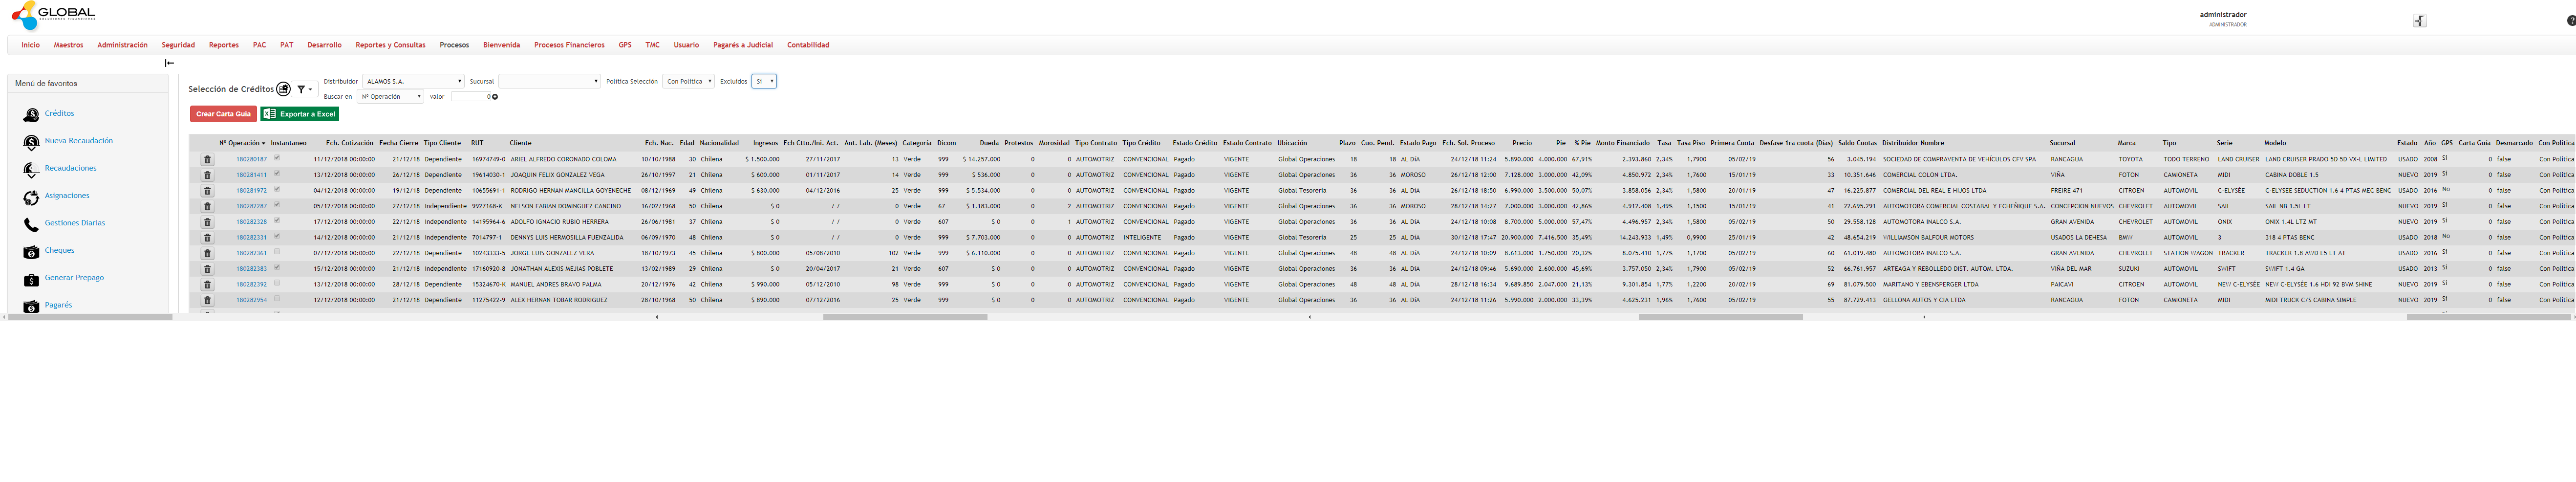 GLOBAL
SOLUCIONES FINANCIERAS
administrador
ADMINISTRADOR
Inicio Maestros Administración Seguridad Reportes PAC PAT Desarrollo Reportes y Consultas Procesos Bienvenida Procesos Financieros GPS TMC Usuario Pagarés a Judicial Contabilidad
Menú de favoritos
Créditos
Nueva Recaudación
Recaudaciones
Asignaciones
Gestiones Diarias
Cheques
Generar Prepago
Pagarés
Selección de Créditos
Distribuidor ALAMOS S.A. Sucursal Política Selección Con Política Excluidos SI
Buscar en Nº Operación valor 0
Crear Carta Guía Exportar a Excel
Nº Operación Instantaneo Fch. Cotización Fecha Cierre Tipo Cliente RUT Cliente Fch. Nac. Edad Nacionalidad Ingresos Fch Ctto./Ini. Act. Ant. Lab. (Meses) Categoría Dicom Dueda Protestos Morosidad Tipo Contrato Tipo Crédito Estado Crédito Estado Contrato Ubicación Plazo Cuo. Pend. Estado Pago Fch. Sol. Proceso Precio Pie % Pie Monto Financiado Tasa Tasa Piso Primera Cuota Desfase 1ra cuota (Días) Saldo Cuotas Distribuidor Nombre Sucursal Marca Tipo Serie Modelo Estado Año GPS Carta Guía Desmarcado Con Política
180280187 11/12/2018 00:00:00 21/12/18 Dependiente 16974749-0 ARIEL ALFREDO CORONADO COLOMA 10/10/1988 30 Chilena $ 1.500.000 27/11/2017 13 Verde 999 $ 14.257.000 0 0 AUTOMOTRIZ CONVENCIONAL Pagado VIGENTE Global Operaciones 18 18 AL DÍA 24/12/18 11:24 5.890.000 4.000.000 67,91% 2.393.860 2,34% 1,7900 05/02/19 56 3.045.194 SOCIEDAD DE COMPRAVENTA DE VEHÍCULOS CFV SPA RANCAGUA TOYOTA TODO TERRENO LAND CRUISER LAND CRUISER PRADO 5D 5D VX-L LIMITED USADO 2008 SI 0 false Con Política
180281411 13/12/2018 00:00:00 26/12/18 Dependiente 19614030-1 JOAQUIN FELIX GONZALEZ VEGA 26/10/1997 21 Chilena $ 600.000 01/11/2017 14 Verde 999 $ 536.000 0 0 AUTOMOTRIZ CONVENCIONAL Pagado VIGENTE Global Operaciones 36 36 MOROSO 26/12/18 12:00 7.128.000 3.000.000 42,09% 4.850.972 2,34% 1,7600 15/01/19 33 10.351.646 COMERCIAL COLON LTDA. VIÑA FOTON CAMIONETA MIDI CABINA DOBLE 1.5 NUEVO 2019 SI 0 false Con Política
180281972 04/12/2018 00:00:00 19/12/18 Dependiente 10655691-1 RODRIGO HERNAN MANCILLA GOYENECHE 08/12/1969 49 Chilena $ 630.000 04/12/2016 25 Verde 999 $ 5.534.000 0 0 AUTOMOTRIZ CONVENCIONAL Pagado VIGENTE Global Tesoreria 36 36 AL DÍA 26/12/18 18:50 6.990.000 3.500.000 50,07% 3.858.056 2,34% 1,5800 20/01/19 47 16.225.877 COMERCIAL DEL REAL E HIJOS LTDA FREIRE 471 CITROEN AUTOMOVIL C-ELYSÉE C-ELYSEE SEDUCTION 1.6 4 PTAS MEC BENC USADO 2016 No 0 false Con Política
180282287 05/12/2018 00:00:00 27/12/18 Independiente 9927168-K NELSON FABIAN DOMINGUEZ CANCINO 16/02/1968 50 Chilena $ 0 / / 0 Verde 67 $ 1.183.000 0 2 AUTOMOTRIZ CONVENCIONAL Pagado VIGENTE Global Operaciones 36 36 MOROSO 28/12/18 14:27 7.000.000 3.000.000 42,86% 4.912.408 1,49% 1,1500 15/01/19 41 22.695.291 AUTOMOTORA COMERCIAL COSTABAL Y ECHEÑIQUE S.A. CONCEPCION NUEVOS CHEVROLET AUTOMOVIL SAIL SAIL NB 1.5L LT NUEVO 2019 SI 0 false Con Política
180282328 17/12/2018 00:00:00 22/12/18 Independiente 14195964-6 ADOLFO IGNACIO RUBIO HERRERA 26/06/1981 37 Chilena $ 0 / / 0 Verde 607 $ 0 0 1 AUTOMOTRIZ CONVENCIONAL Pagado VIGENTE Global Operaciones 36 36 AL DÍA 24/12/18 10:08 8.700.000 5.000.000 57,47% 4.496.957 2,34% 1,5800 05/02/19 50 29.558.128 AUTOMOTORA INALCO S.A. GRAN AVENIDA CHEVROLET AUTOMOVIL ONIX ONIX 1.4L LTZ MT NUEVO 2019 SI 0 false Con Política
180282331 14/12/2018 00:00:00 21/12/18 Independiente 7014797-1 DENNYS LUIS HERMOSILLA FUENZALIDA 06/09/1970 48 Chilena $ 0 / / 0 Verde 999 $ 7.703.000 0 0 AUTOMOTRIZ INTELIGENTE Pagado VIGENTE Global Tesoreria 25 25 AL DÍA 30/12/18 17:47 20.900.000 7.416.500 35,49% 14.243.933 1,49% 0,9900 25/01/19 42 48.654.219 WILLIAMSON BALFOUR MOTORS USADOS LA DEHESA BMW AUTOMOVIL 3 318 4 PTAS BENC USADO 2018 No 0 false Con Política
180282361 07/12/2018 00:00:00 22/12/18 Dependiente 10243333-5 JORGE LUIS GONZALEZ VERA 18/10/1973 45 Chilena $ 800.000 05/08/2010 102 Verde 999 $ 6.110.000 0 0 AUTOMOTRIZ CONVENCIONAL Pagado VIGENTE Global Operaciones 48 48 AL DÍA 24/12/18 10:09 8.613.000 1.750.000 20,32% 8.075.410 1,77% 1,1700 05/02/19 60 61.019.480 AUTOMOTORA INALCO S.A. GRAN AVENIDA CHEVROLET STATION WAGON TRACKER TRACKER 1.8 AWD E5 LT AT USADO 2016 SI 0 false Con Política
180282383 15/12/2018 00:00:00 21/12/18 Independiente 17160920-8 JONATHAN ALEXIS MEJIAS POBLETE 13/02/1989 29 Chilena $ 0 20/04/2017 21 Verde 607 $ 0 0 0 AUTOMOTRIZ CONVENCIONAL Pagado VIGENTE Global Operaciones 36 36 AL DÍA 24/12/18 09:46 5.690.000 2.600.000 45,69% 3.757.050 2,34% 1,7900 05/02/19 52 66.761.957 ARTEAGA Y REBOLLEDO DIST. AUTOM. LTDA. VIÑA DEL MAR SUZUKI AUTOMOVIL SWIFT SWIFT 1.4 GA USADO 2013 SI 0 false Con Política
180282392 13/12/2018 00:00:00 28/12/18 Dependiente 15324670-K MANUEL ANDRES BRAVO PALMA 20/12/1976 42 Chilena $ 990.000 05/12/2010 98 Verde 999 $ 0 0 0 AUTOMOTRIZ CONVENCIONAL Pagado VIGENTE Global Operaciones 48 48 AL DÍA 28/12/18 16:34 9.689.850 2.047.000 21,13% 9.301.854 1,77% 1,2200 20/02/19 69 81.079.500 MARITANO Y EBENSPERGER LTDA PAICAVI CITROEN AUTOMOVIL NEW C-ELYSÉE NEW C-ELYSÉE 1.6 HDI 92 BVM SHINE NUEVO 2019 SI 0 false Con Política
180282954 12/12/2018 00:00:00 21/12/18 Dependiente 11275422-9 ALEX HERNAN TOBAR RODRIGUEZ 28/10/1968 50 Chilena $ 890.000 07/12/2016 25 Verde 999 $ 0 0 0 AUTOMOTRIZ CONVENCIONAL Pagado VIGENTE Global Operaciones 36 36 AL DÍA 24/12/18 11:26 5.990.000 2.000.000 33,39% 4.625.231 1,96% 1,7600 05/02/19 55 87.729.413 GELLONA AUTOS Y CIA LTDA RANCAGUA FOTON CAMIONETA MIDI MIDI TRUCK C/S CABINA SIMPLE NUEVO 2019 SI 0 false Con Política